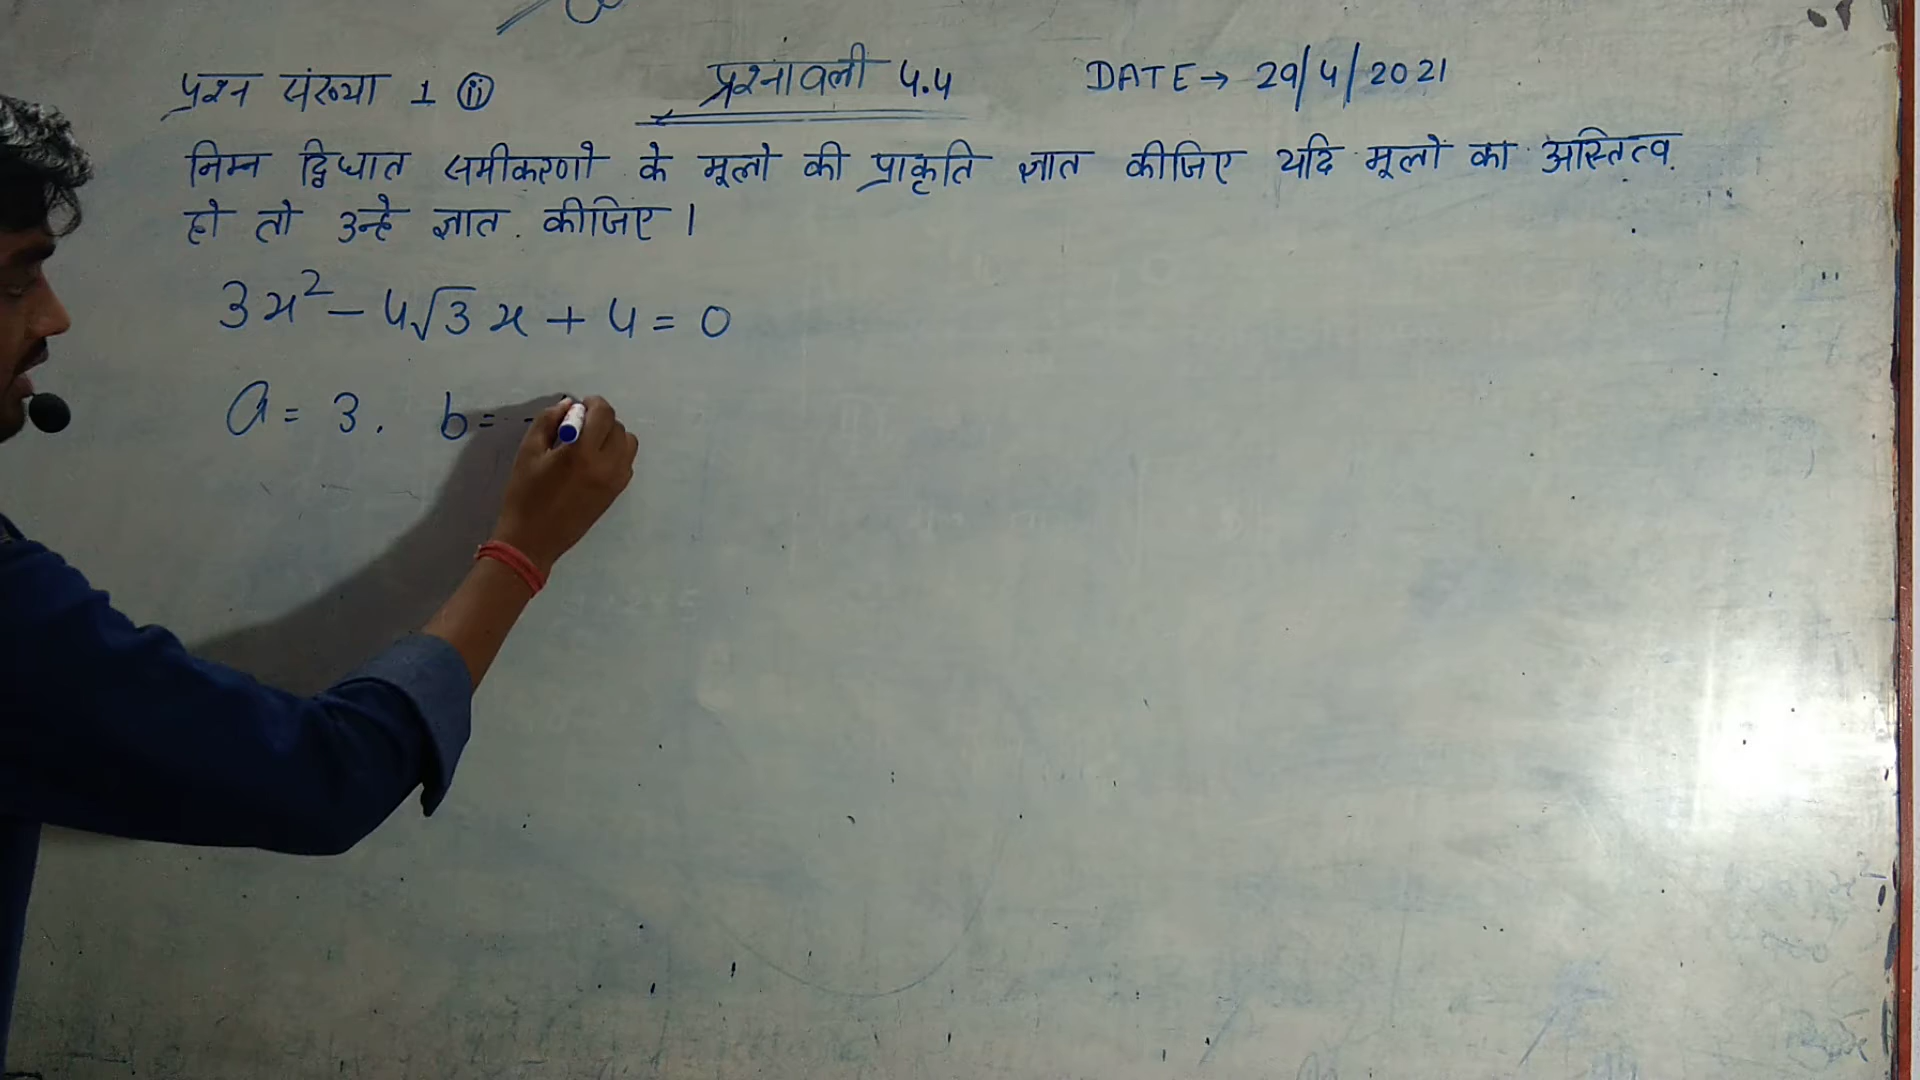 प्रश्न संख्या 1 (ii) प्रश्नावली 4.4 DATE → 29/4/2021
निम्न द्विघात समीकरणो के मूलो की प्राकृति ज्ञात कीजिए यदि मूलो का अस्तित्व
हो तो उन्हे ज्ञात कीजिए ।
3x² - 4√3 x + 4 = 0
a = 3, b = -